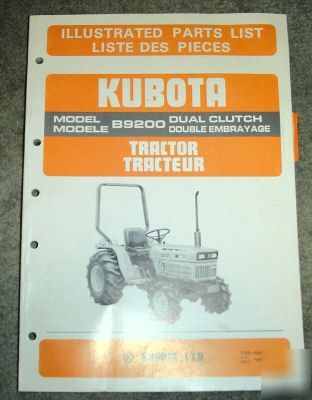 ILLUSTRATED PARTS LIST
LISTE DES PIECES
KUBOTA
MODEL B9200 DUAL CLUTCH
MODELE DOUBLE EMBRAYAGE
TRACTOR
TRACTEUR
KUBOTA, LTD.